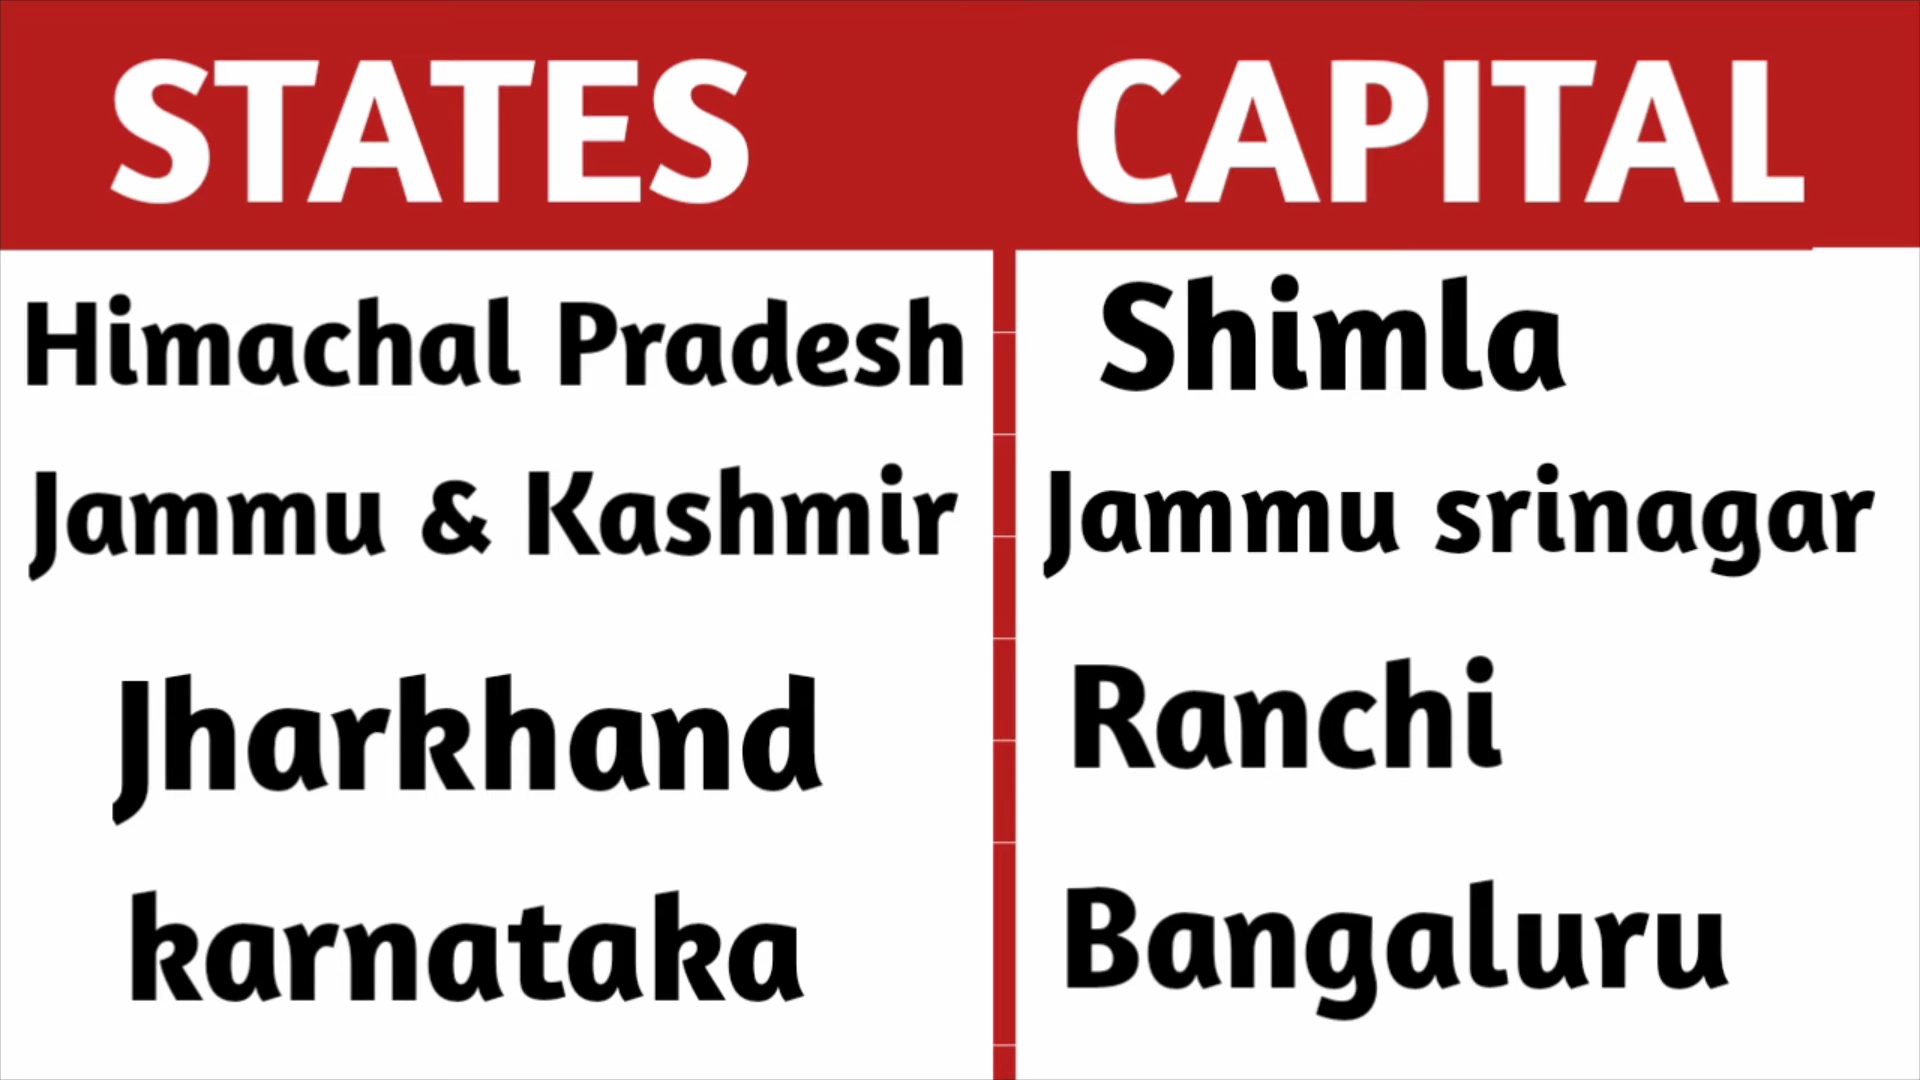 STATES CAPITAL
Himachal Pradesh Shimla
Jammu & Kashmir Jammu srinagar
Jharkhand Ranchi
karnataka Bangaluru